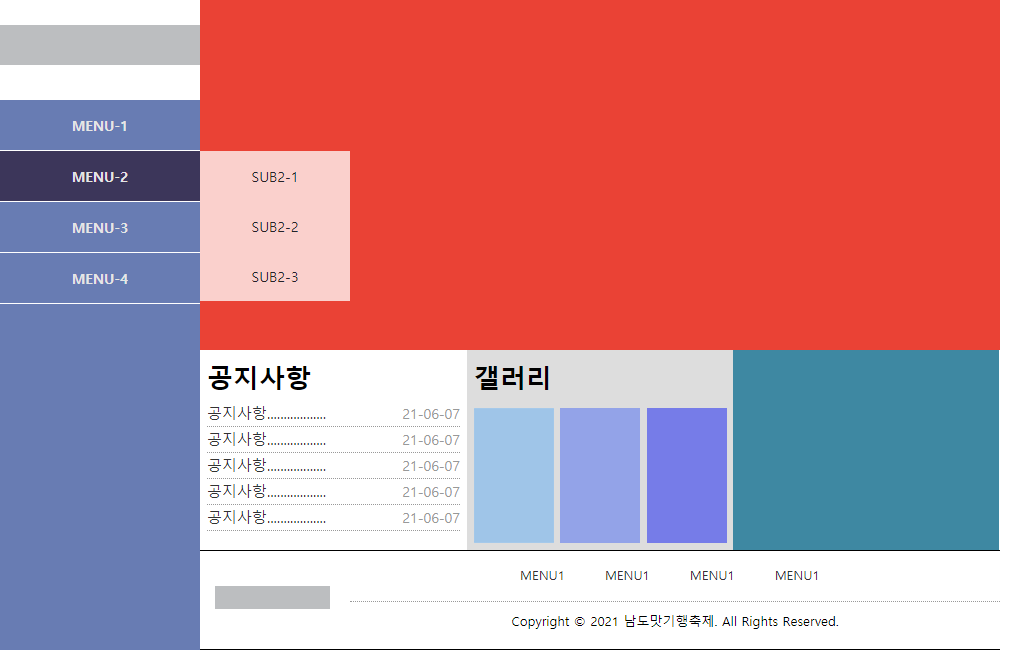 MENU-1
MENU-2
MENU-3
MENU-4
SUB2-1
SUB2-2
SUB2-3
공지사항
공지사항.................. 21-06-07
공지사항.................. 21-06-07
공지사항.................. 21-06-07
공지사항.................. 21-06-07
공지사항.................. 21-06-07
갤러리
MENU1 MENU1 MENU1 MENU1
Copyright © 2021 남도맛기행축제. All Rights Reserved.